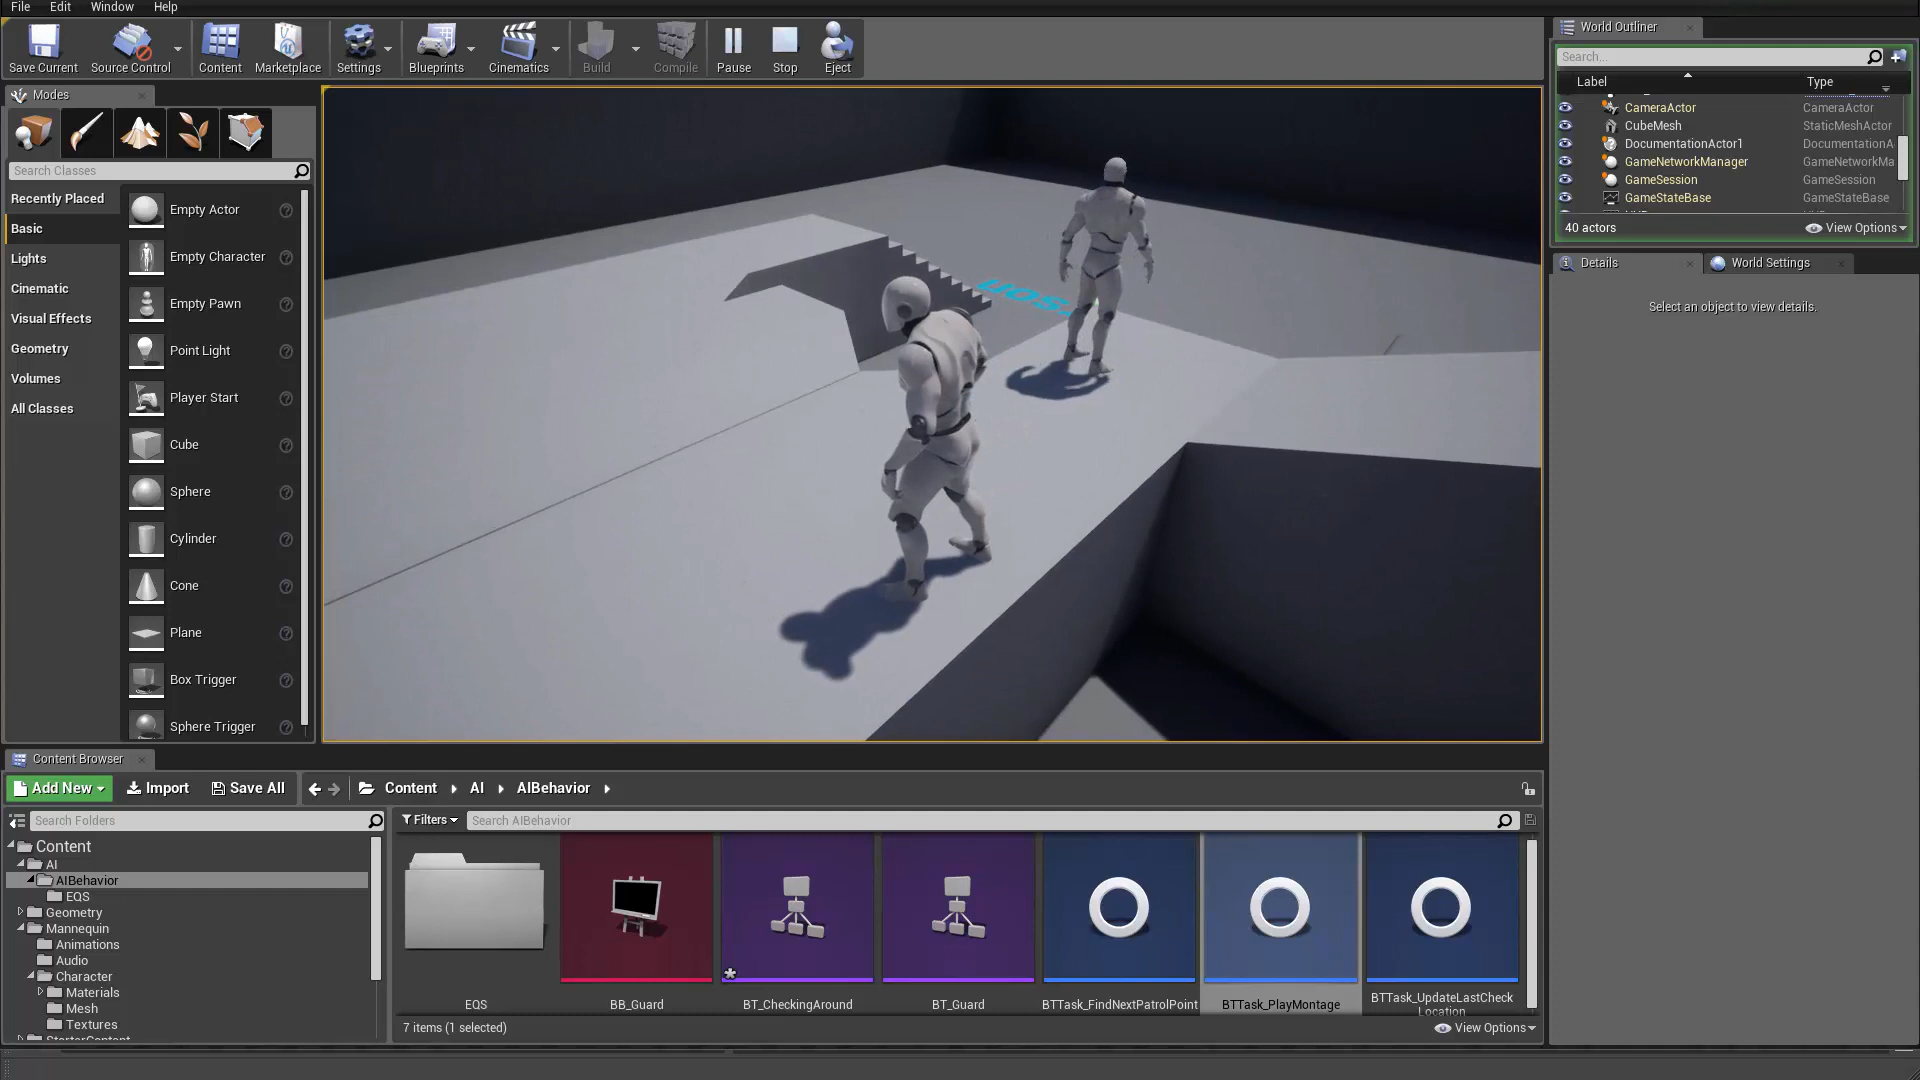 File Edit Window Help
Save Current Source Control Content Marketplace Settings Blueprints Cinematics Build Compile Pause Stop Eject
World Outliner
Search...
Label Type
CameraActor CameraActor
CubeMesh StaticMeshActor
DocumentationActor1 DocumentationA
GameNetworkManager GameNetworkMa
GameSession GameSession
GameStateBase GameStateBase
40 actors View Options
Details World Settings
Select an object to view details.
Modes
Search Classes
Recently Placed
Basic
Lights
Cinematic
Visual Effects
Geometry
Volumes
All Classes
Empty Actor
Empty Character
Empty Pawn
Point Light
Player Start
Cube
Sphere
Cylinder
Cone
Plane
Box Trigger
Sphere Trigger
Content Browser
Add New Import Save All Content AI AIBehavior
Search Folders
Filters Search AIBehavior
Content
AI
AIBehavior
EQS
Geometry
Mannequin
Animations
Audio
Character
Materials
Mesh
Textures
StarterContent
EQS
BB_Guard
BT_CheckingAround
BT_Guard
BTTask_FindNextPatrolPoint
BTTask_PlayMontage
BTTask_UpdateLastCheck
Location
7 items (1 selected) View Options